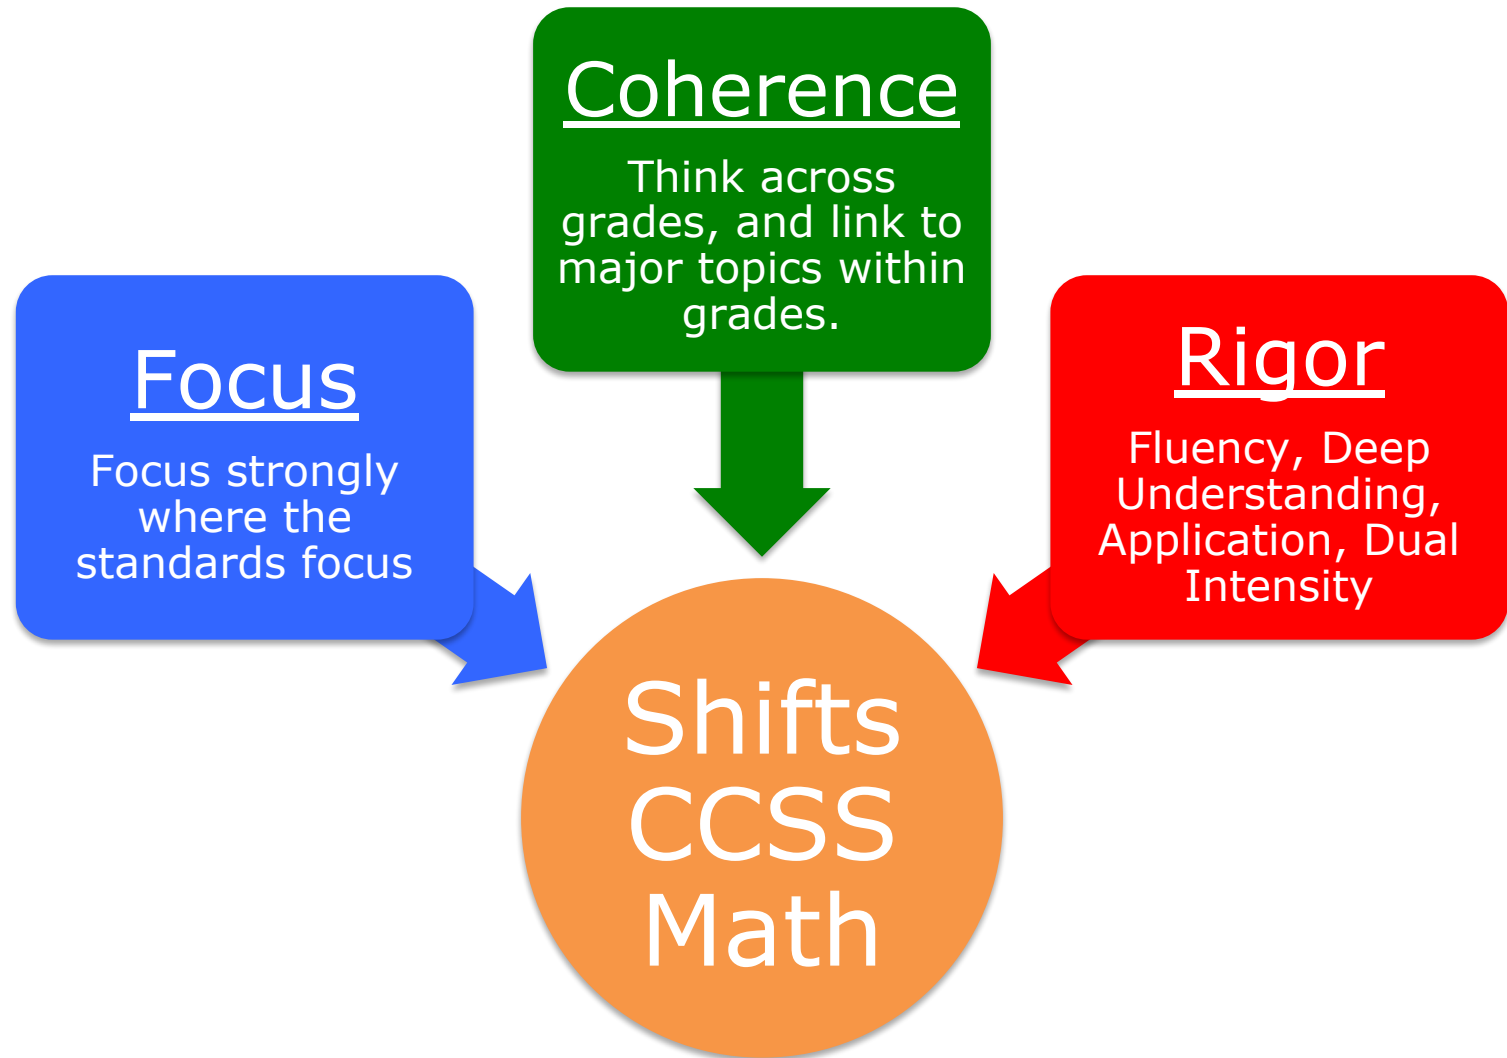 Focus
Focus strongly
where the
standards focus
Coherence
Think across
grades, and link to
major topics within
grades.
Rigor
Fluency, Deep
Understanding,
Application, Dual
Intensity
Shifts
CCSS
Math